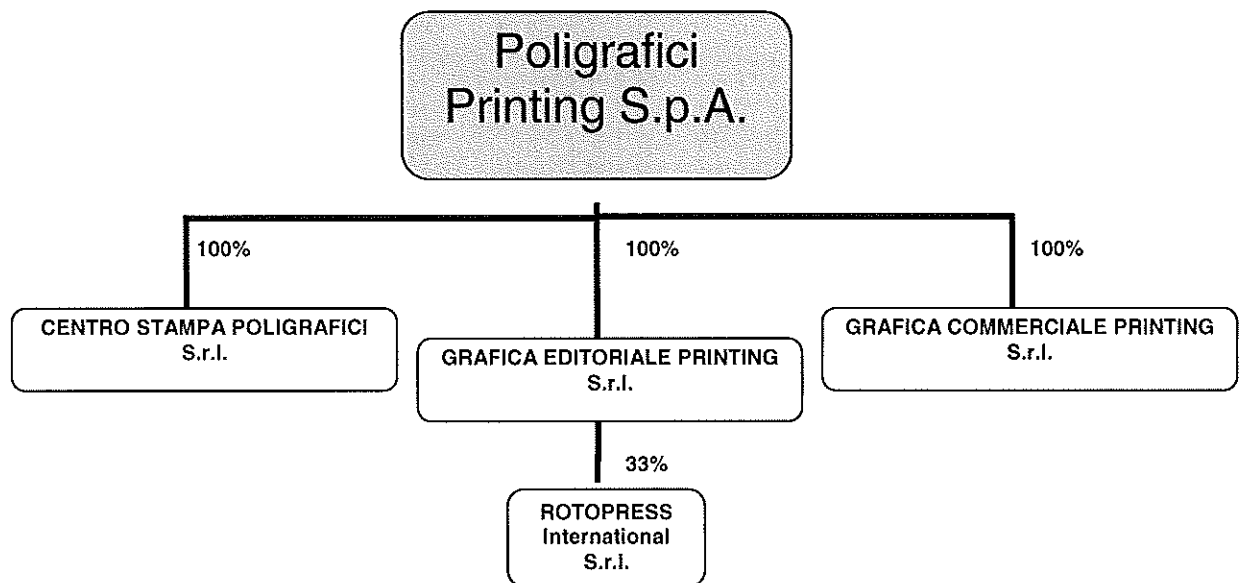 Poligrafici
Printing S.p.A.
100%
100%
100%
CENTRO STAMPA POLIGRAFICI
S.r.l.
GRAFICA EDITORIALE PRINTING
S.r.l.
GRAFICA COMMERCIALE PRINTING
S.r.l.
33%
ROTOPRESS
International
S.r.l.